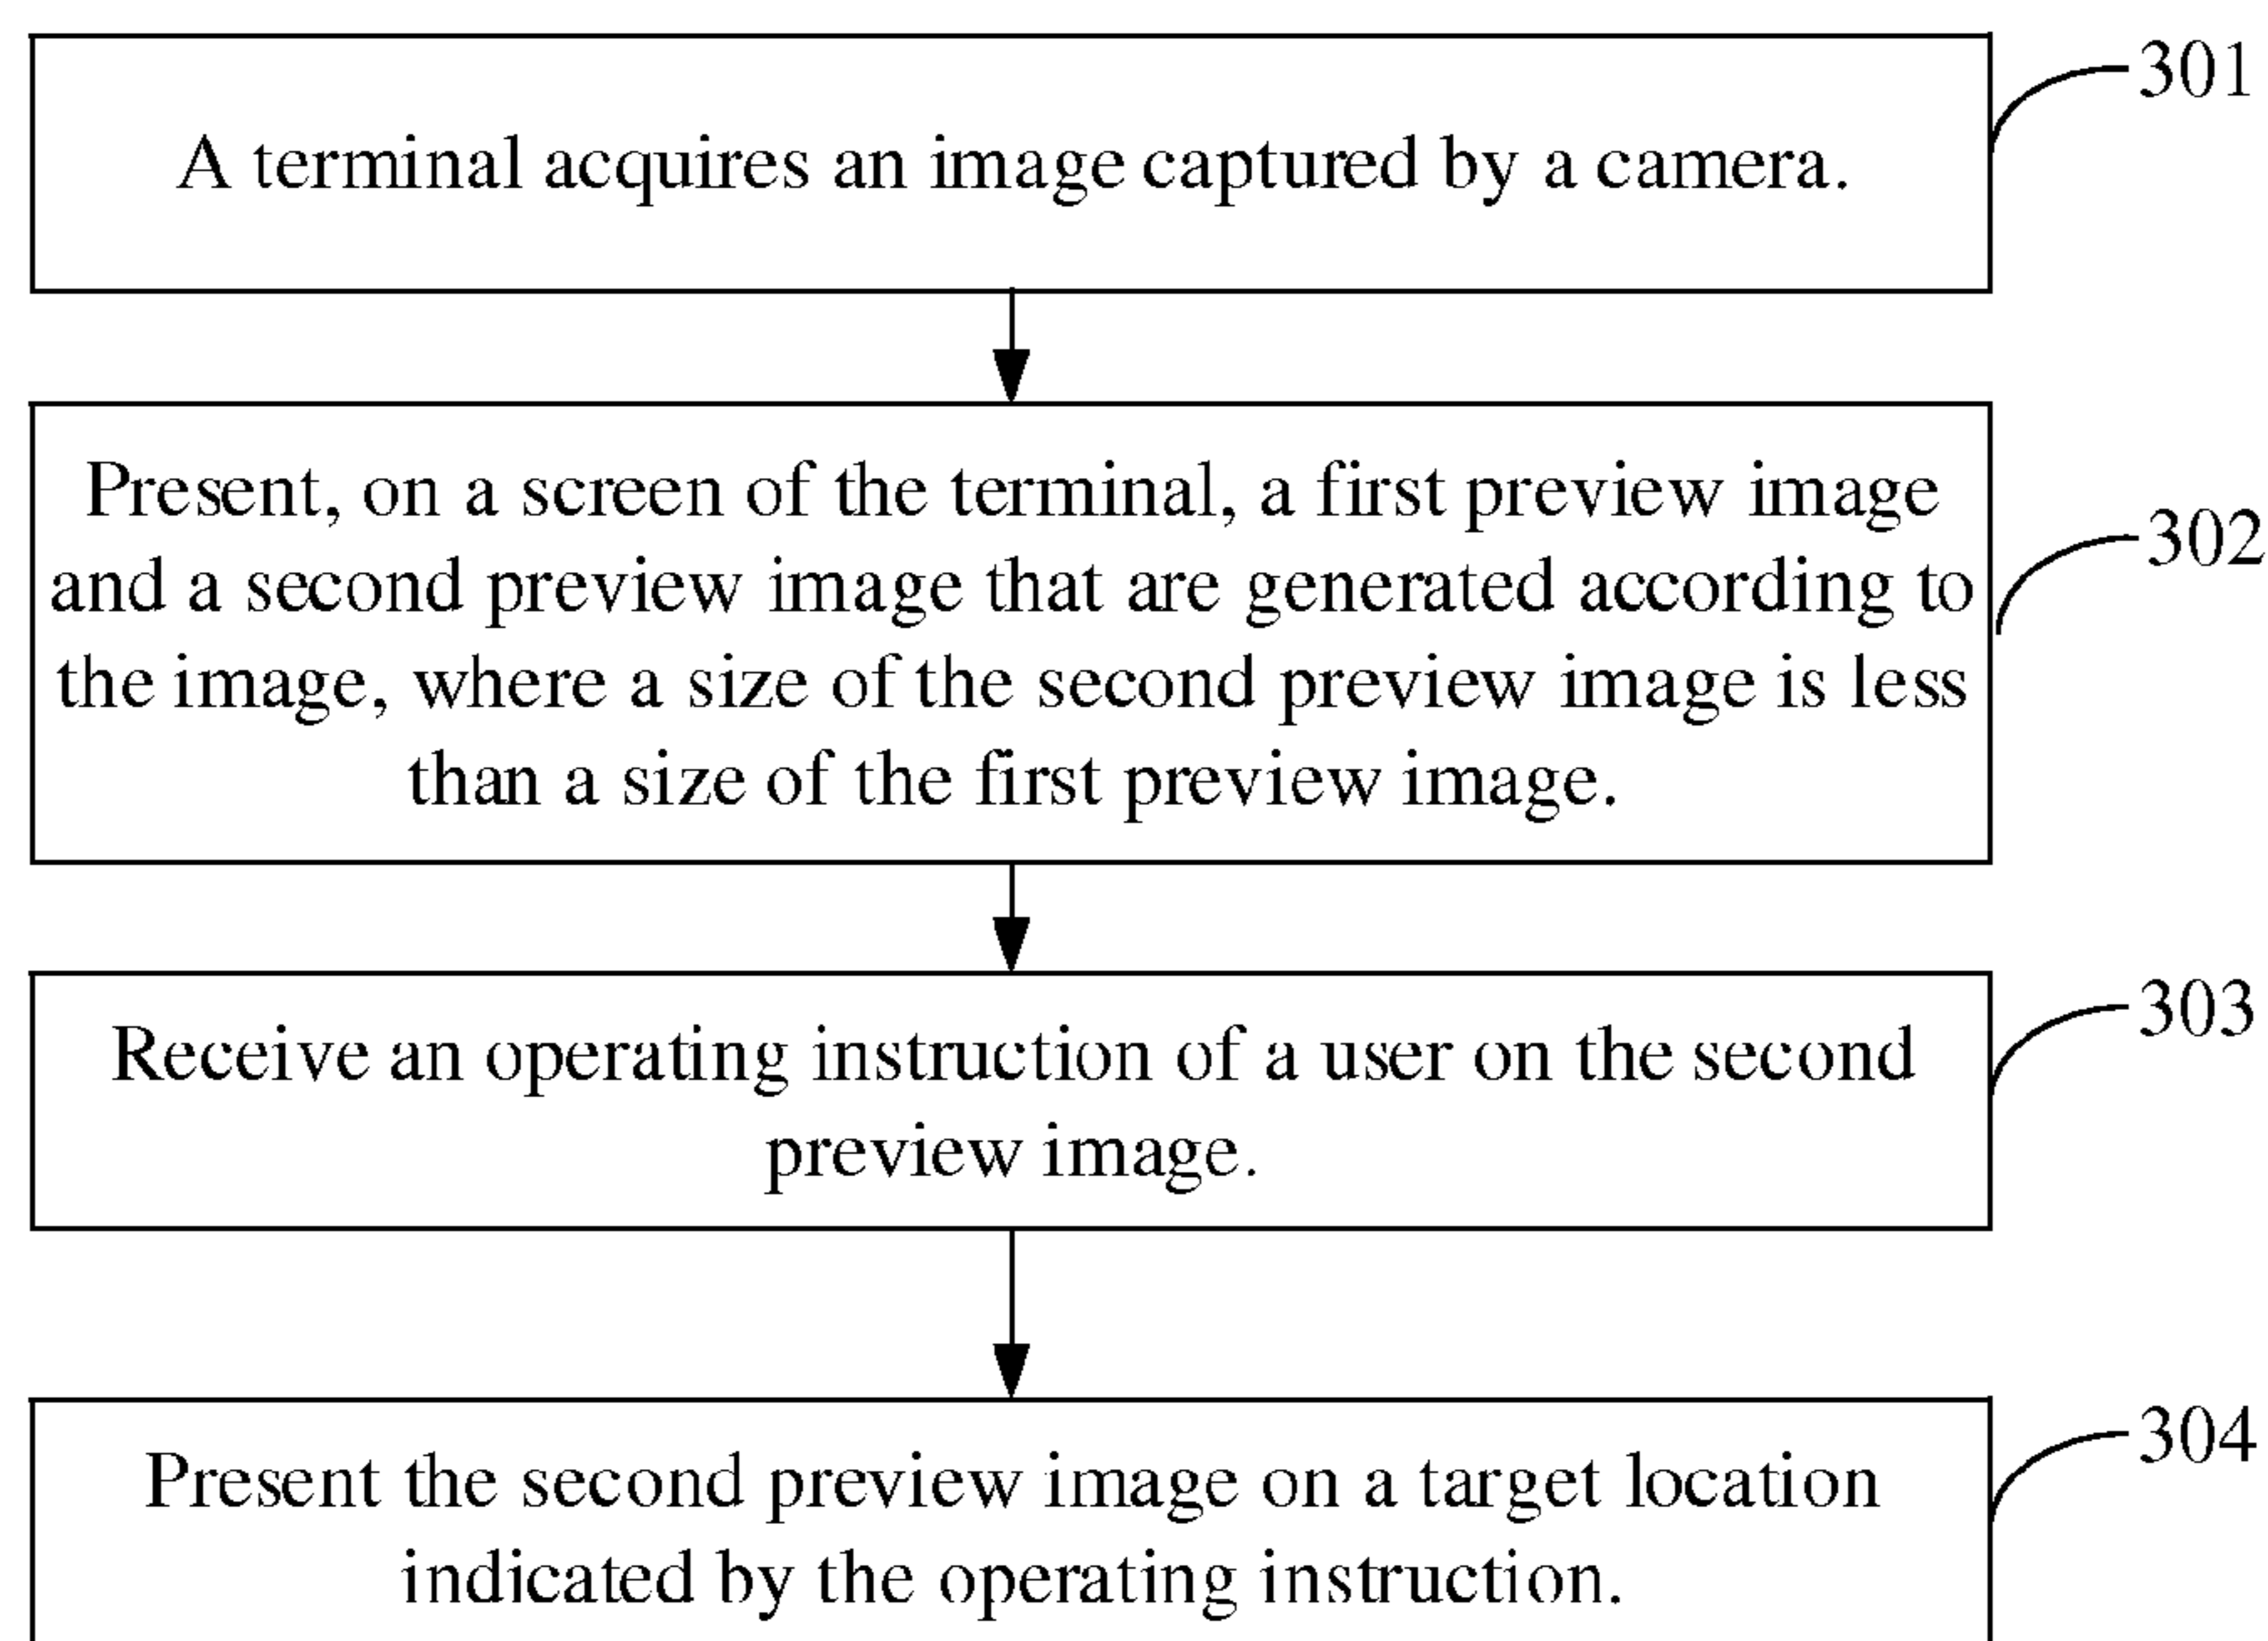 301
A terminal acquires an image captured by a camera.
Present, on a screen of the terminal, a first preview image
and a second preview image that are generated according to
302
the image, where a size of the second preview image is less
than a size of the first preview image.
303
Receive an operating instruction of a user on the second
preview image.
304
Present the second preview image on a target location
indicated by the operating instruction.